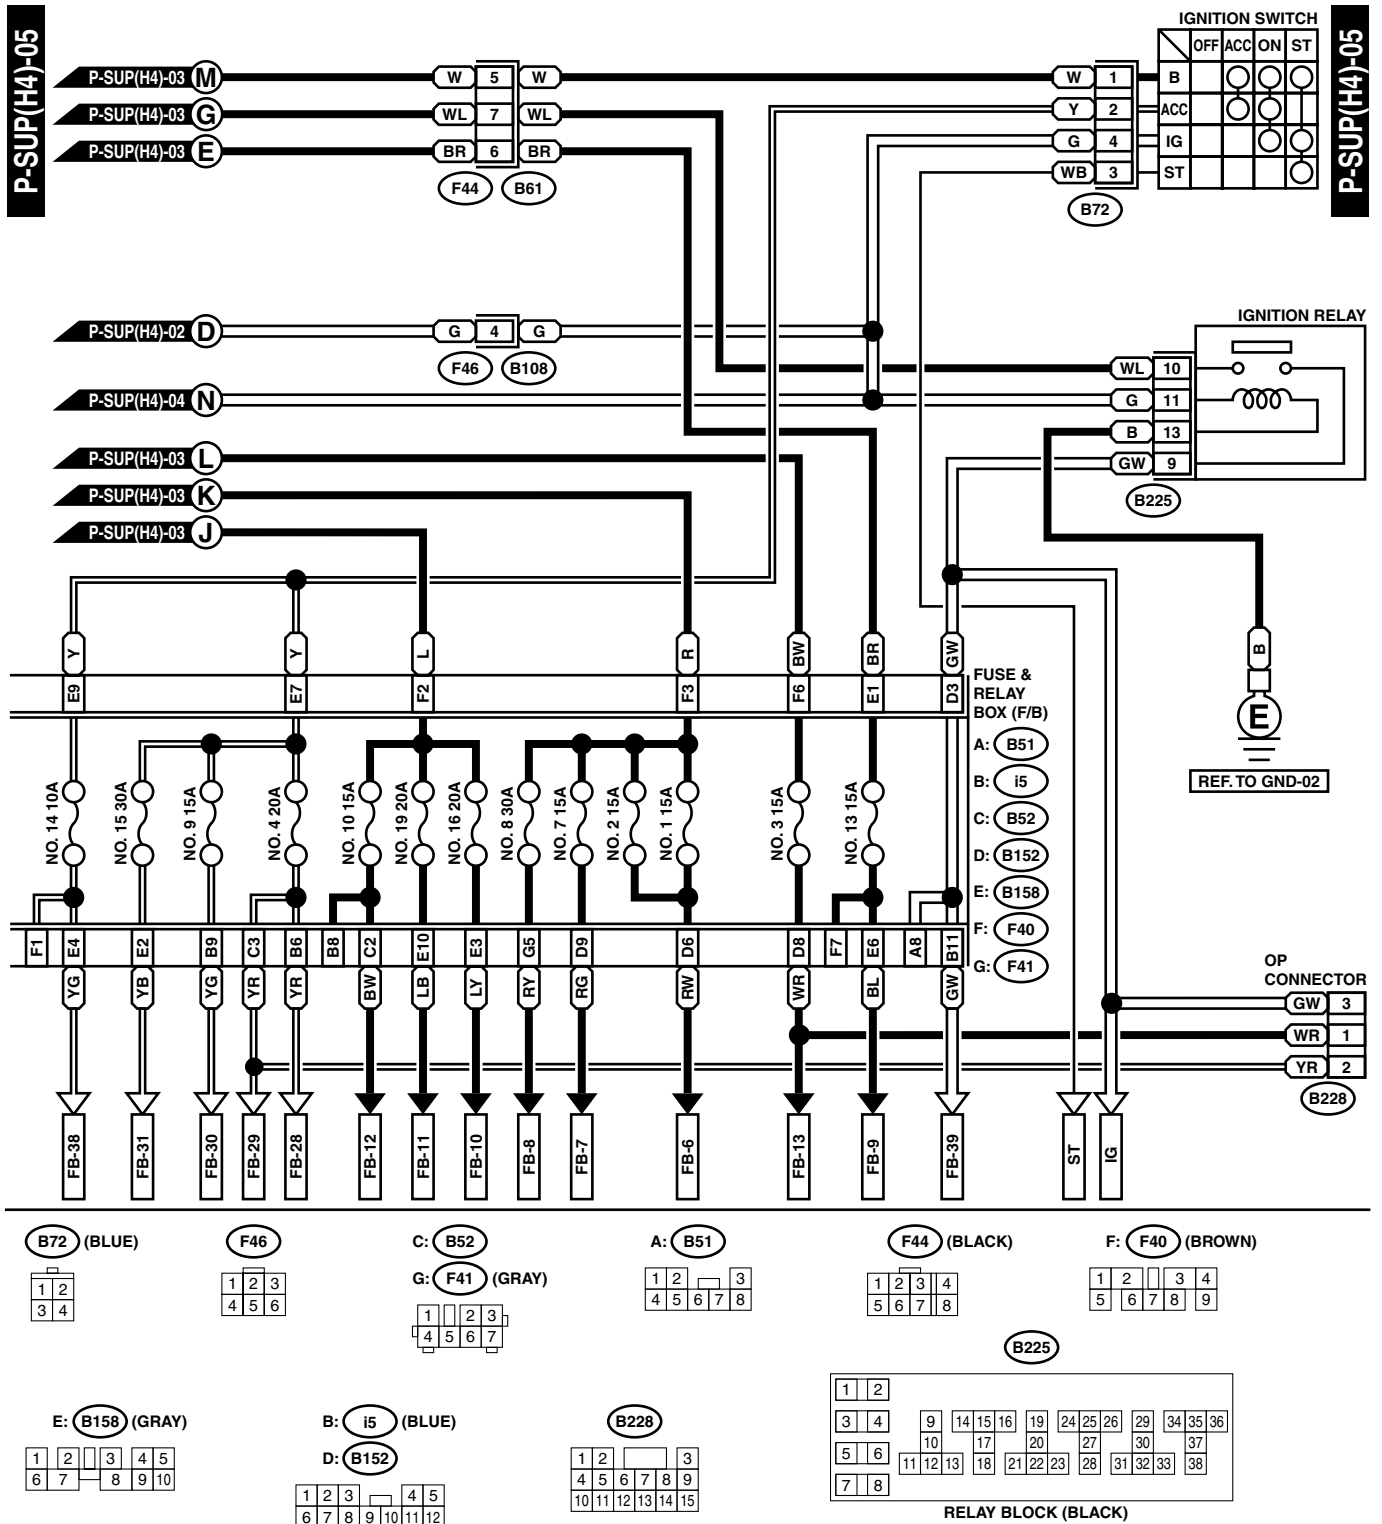 P-SUP(H4)-05
P-SUP(H4)-05
IGNITION SWITCH
OFF ACC ON ST
B
ACC
IG
ST
P-SUP(H4)-03 M W 5 W W 1
P-SUP(H4)-03 G WL 7 WL Y 2
P-SUP(H4)-03 E BR 6 BR G 4
WB 3
F44 B61
B72
P-SUP(H4)-02 D G 4 G
F46 B108
IGNITION RELAY
WL 10
P-SUP(H4)-04 N G 11
B 13
P-SUP(H4)-03 L GW 9
B225
P-SUP(H4)-03 K
P-SUP(H4)-03 J
Y Y L R BW BR GW B
E9 E7 F2 F3 F6 E1 D3
FUSE &
RELAY
BOX (F/B)
A: B51
B: i5
C: B52
D: B152
E: B158
F: F40
G: F41
E
REF. TO GND-02
NO. 14 10A
NO. 15 30A
NO. 9 15A
NO. 4 20A
NO. 10 15A
NO. 19 20A
NO. 16 20A
NO. 8 30A
NO. 7 15A
NO. 2 15A
NO. 1 15A
NO. 3 15A
NO. 13 15A
F1 E4 E2 B9 C3 B6 B8 C2 E10 E3 G5 D9 D6 D8 F7 E6 A8 B11
YG YB YG YR YR BW LB LY RY RG RW WR BL GW
OP
CONNECTOR
GW 3
WR 1
YR 2
B228
FB-38 FB-31 FB-30 FB-29 FB-28 FB-12 FB-11 FB-10 FB-8 FB-7 FB-6 FB-13 FB-9 FB-39 ST IG
B72 (BLUE)
1 2
3 4
F46
1 2 3
4 5 6
C: B52
G: F41 (GRAY)
1 2 3
4 5 6 7
A: B51
1 2 3
4 5 6 7 8
F44 (BLACK)
1 2 3 4
5 6 7 8
F: F40 (BROWN)
1 2 3 4
5 6 7 8 9
E: B158 (GRAY)
1 2 3 4 5
6 7 8 9 10
B: i5 (BLUE)
D: B152
1 2 3 4 5
6 7 8 9 10 11 12
B228
1 2 3
4 5 6 7 8 9
10 11 12 13 14 15
B225
1 2
3 4 9 14 15 16 19 24 25 26 29 34 35 36
10 17 20 27 30 37
5 6 11 12 13 18 21 22 23 28 31 32 33 38
7 8
RELAY BLOCK (BLACK)